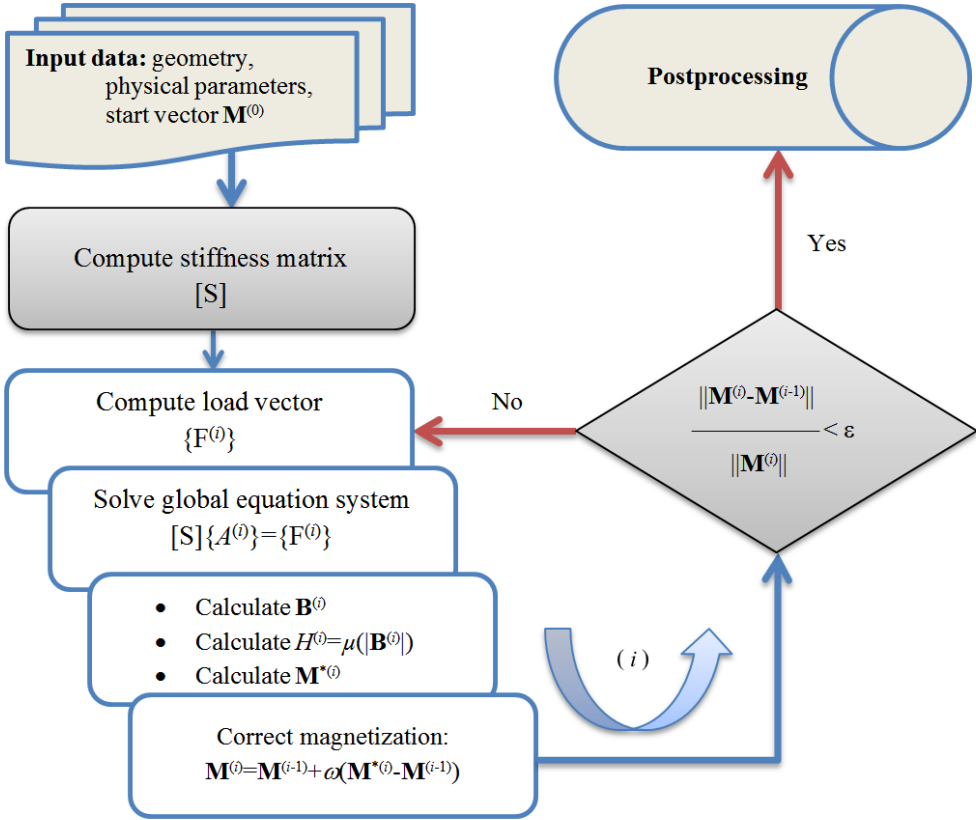 Input data: geometry,
physical parameters,
start vector M⁽⁰⁾
Compute stiffness matrix
[S]
Compute load vector
{F⁽ⁱ⁾}
Solve global equation system
[S]{A⁽ⁱ⁾}={F⁽ⁱ⁾}
• Calculate B⁽ⁱ⁾
• Calculate H⁽ⁱ⁾=μ(|B⁽ⁱ⁾|)
• Calculate M*⁽ⁱ⁾
Correct magnetization:
M⁽ⁱ⁾=M⁽ⁱ⁻¹⁾+ω(M*⁽ⁱ⁾-M⁽ⁱ⁻¹⁾)
( i )
||M⁽ⁱ⁾-M⁽ⁱ⁻¹⁾||
< ε
||M⁽ⁱ⁾||
No
Yes
Postprocessing